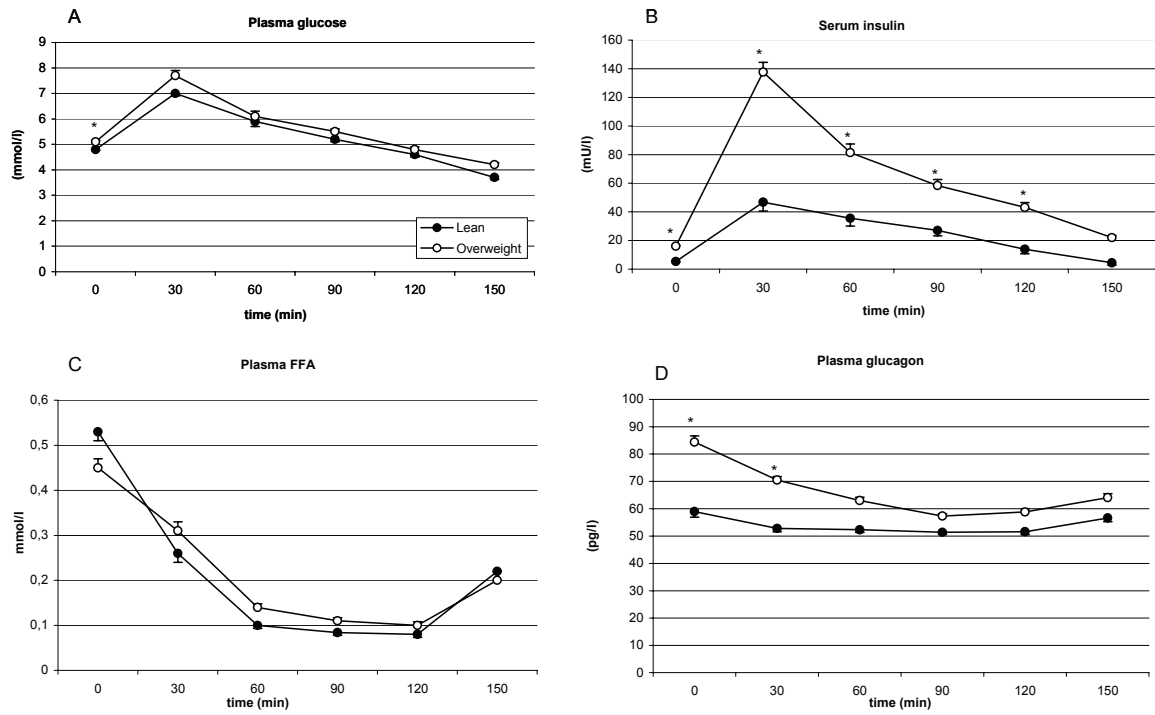 A
Plasma glucose
9
8
7
6
5
4
3
2
1
0
(mmol/l)
*
Lean
Overweight
0 30 60 90 120 150
time (min)
B
Serum insulin
160
140
120
100
80
60
40
20
0
(mU/l)
* * * * *
0 30 60 90 120 150
time (min)
C
Plasma FFA
0,6
0,5
0,4
0,3
0,2
0,1
0
mmol/l
0 30 60 90 120 150
time (min)
D
Plasma glucagon
100
90
80
70
60
50
40
30
20
10
0
(pg/l)
* *
0 30 60 90 120 150
time (min)